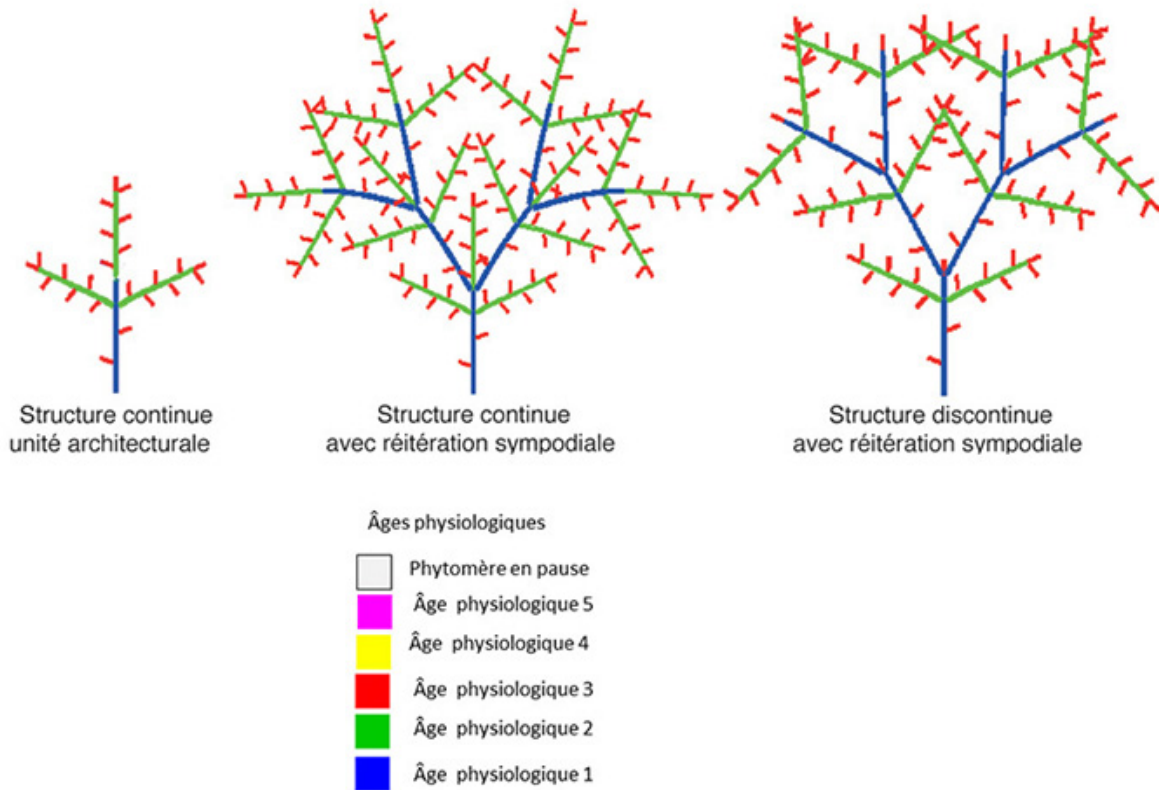 Structure continue
unité architecturale
Structure continue
avec réitération sympodiale
Structure discontinue
avec réitération sympodiale
Âges physiologiques
Phytomère en pause
Âge physiologique 5
Âge physiologique 4
Âge physiologique 3
Âge physiologique 2
Âge physiologique 1